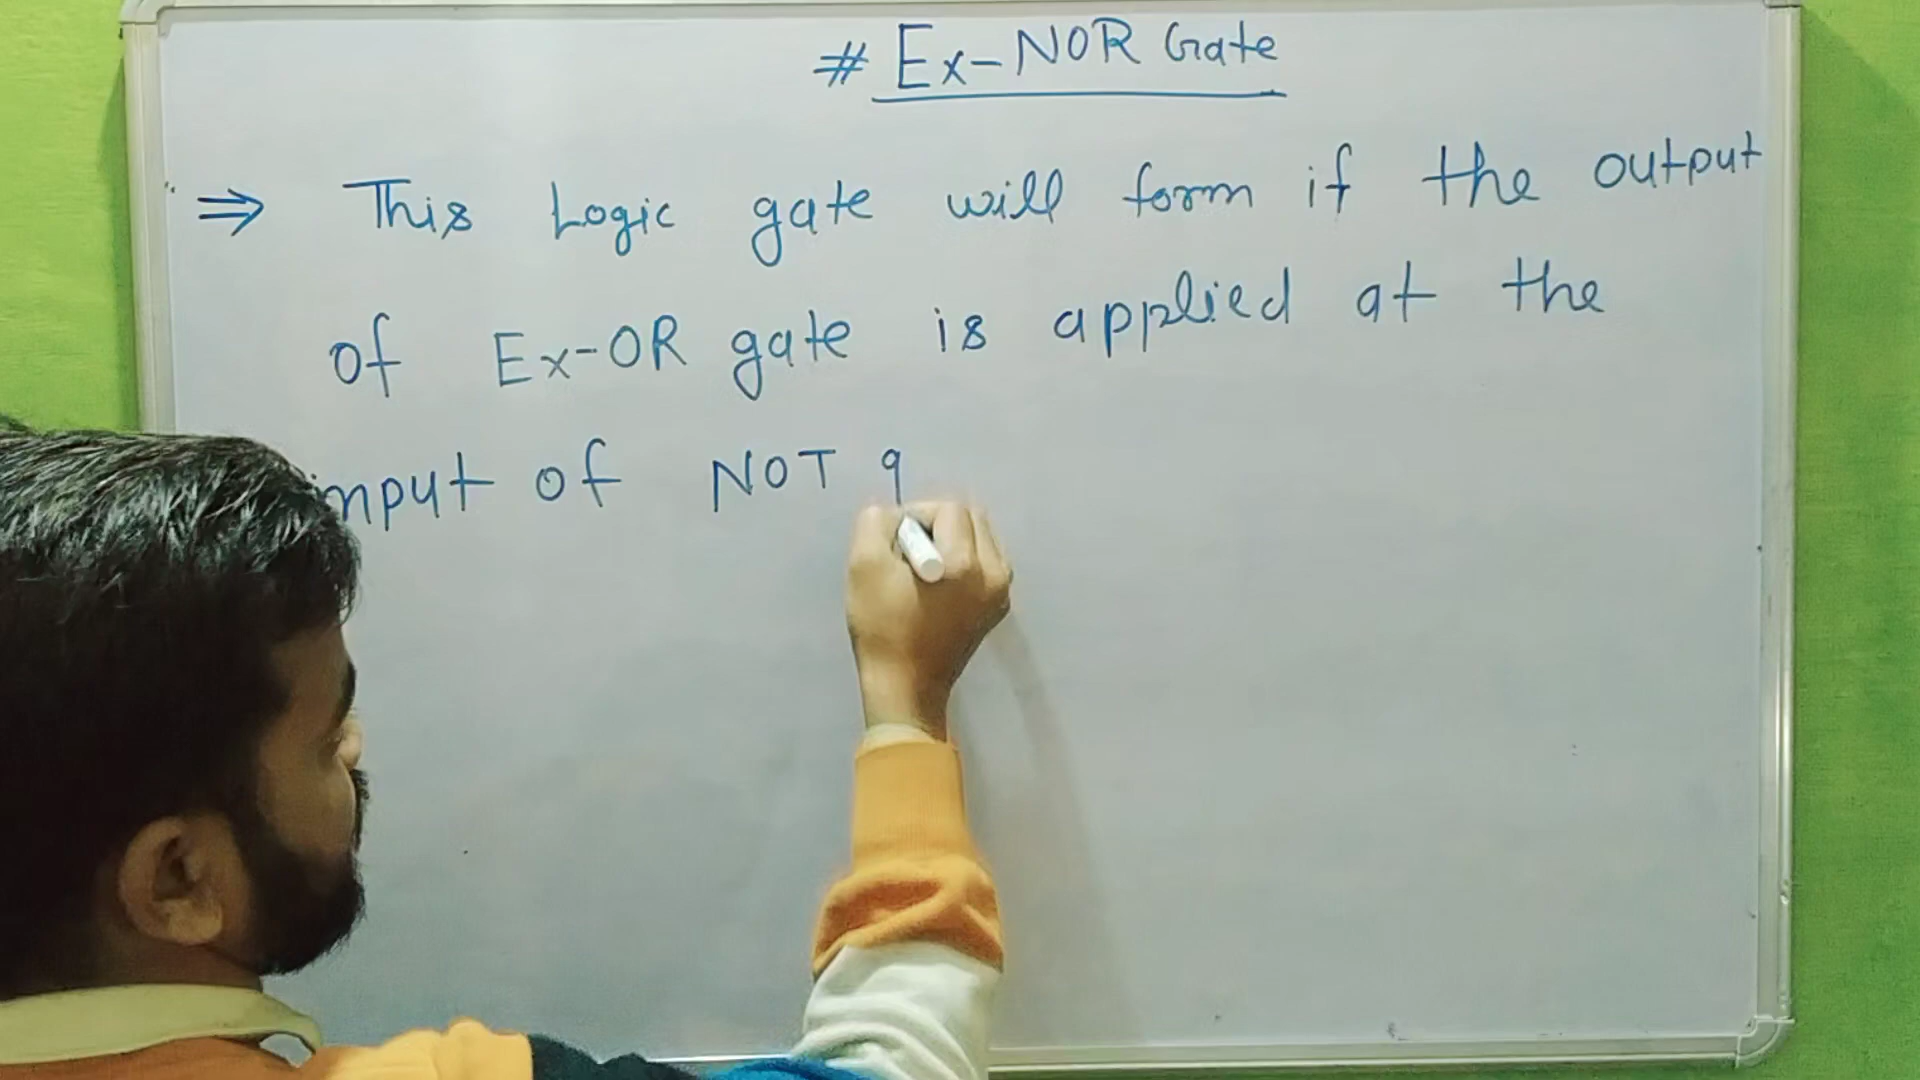 # Ex-NOR Gate
⇒ This Logic gate will form if the output
of Ex-OR gate is applied at the
input of NOT g